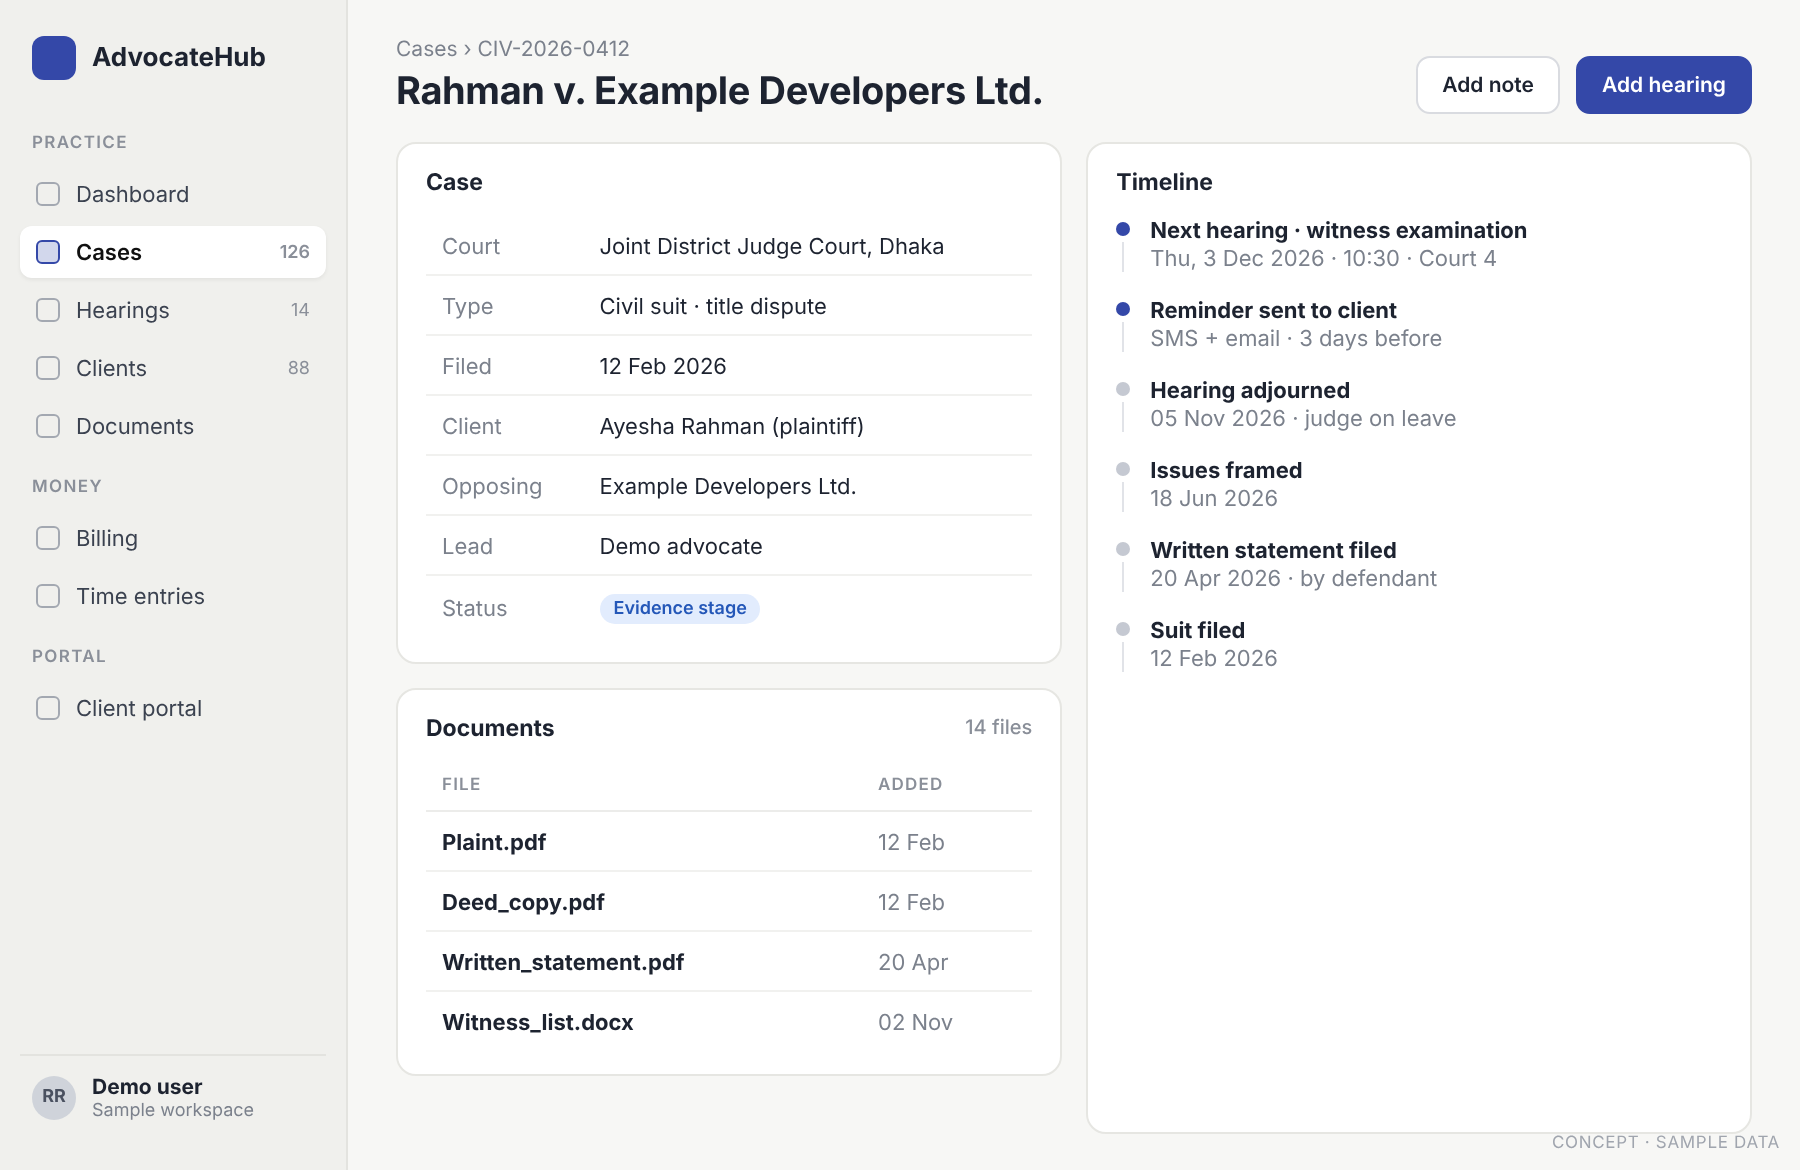 AdvocateHub
PRACTICE
Dashboard
Cases 126
Hearings 14
Clients 88
Documents
MONEY
Billing
Time entries
PORTAL
Client portal
RR
Demo user
Sample workspace
Cases › CIV-2026-0412
Rahman v. Example Developers Ltd.
Add note
Add hearing
Case
Court Joint District Judge Court, Dhaka
Type Civil suit · title dispute
Filed 12 Feb 2026
Client Ayesha Rahman (plaintiff)
Opposing Example Developers Ltd.
Lead Demo advocate
Status Evidence stage
Documents 14 files
FILE ADDED
Plaint.pdf 12 Feb
Deed_copy.pdf 12 Feb
Written_statement.pdf 20 Apr
Witness_list.docx 02 Nov
Timeline
Next hearing · witness examination
Thu, 3 Dec 2026 · 10:30 · Court 4
Reminder sent to client
SMS + email · 3 days before
Hearing adjourned
05 Nov 2026 · judge on leave
Issues framed
18 Jun 2026
Written statement filed
20 Apr 2026 · by defendant
Suit filed
12 Feb 2026
CONCEPT · SAMPLE DATA